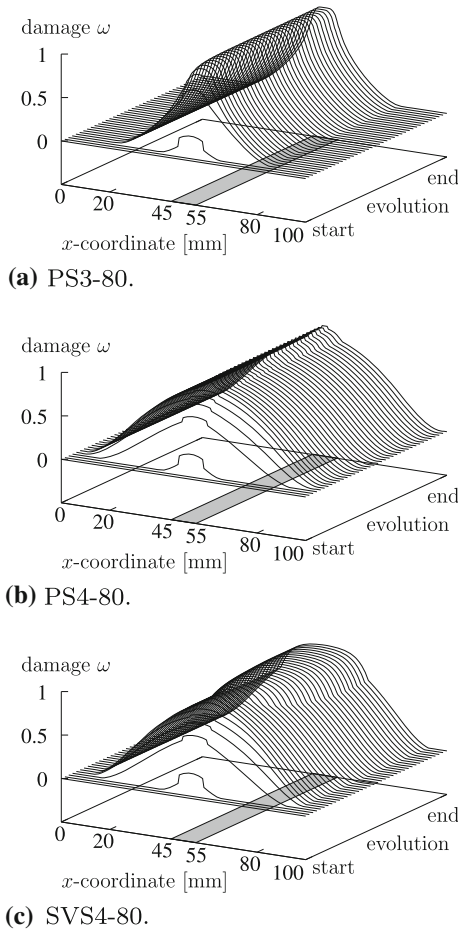 damage ω
1
0.5
0
0
20
45
55
80
100
x-coordinate [mm]
start
evolution
end
(a) PS3-80.
damage ω
1
0.5
0
0
20
45
55
80
100
x-coordinate [mm]
start
evolution
end
(b) PS4-80.
damage ω
1
0.5
0
0
20
45
55
80
100
x-coordinate [mm]
start
evolution
end
(c) SVS4-80.